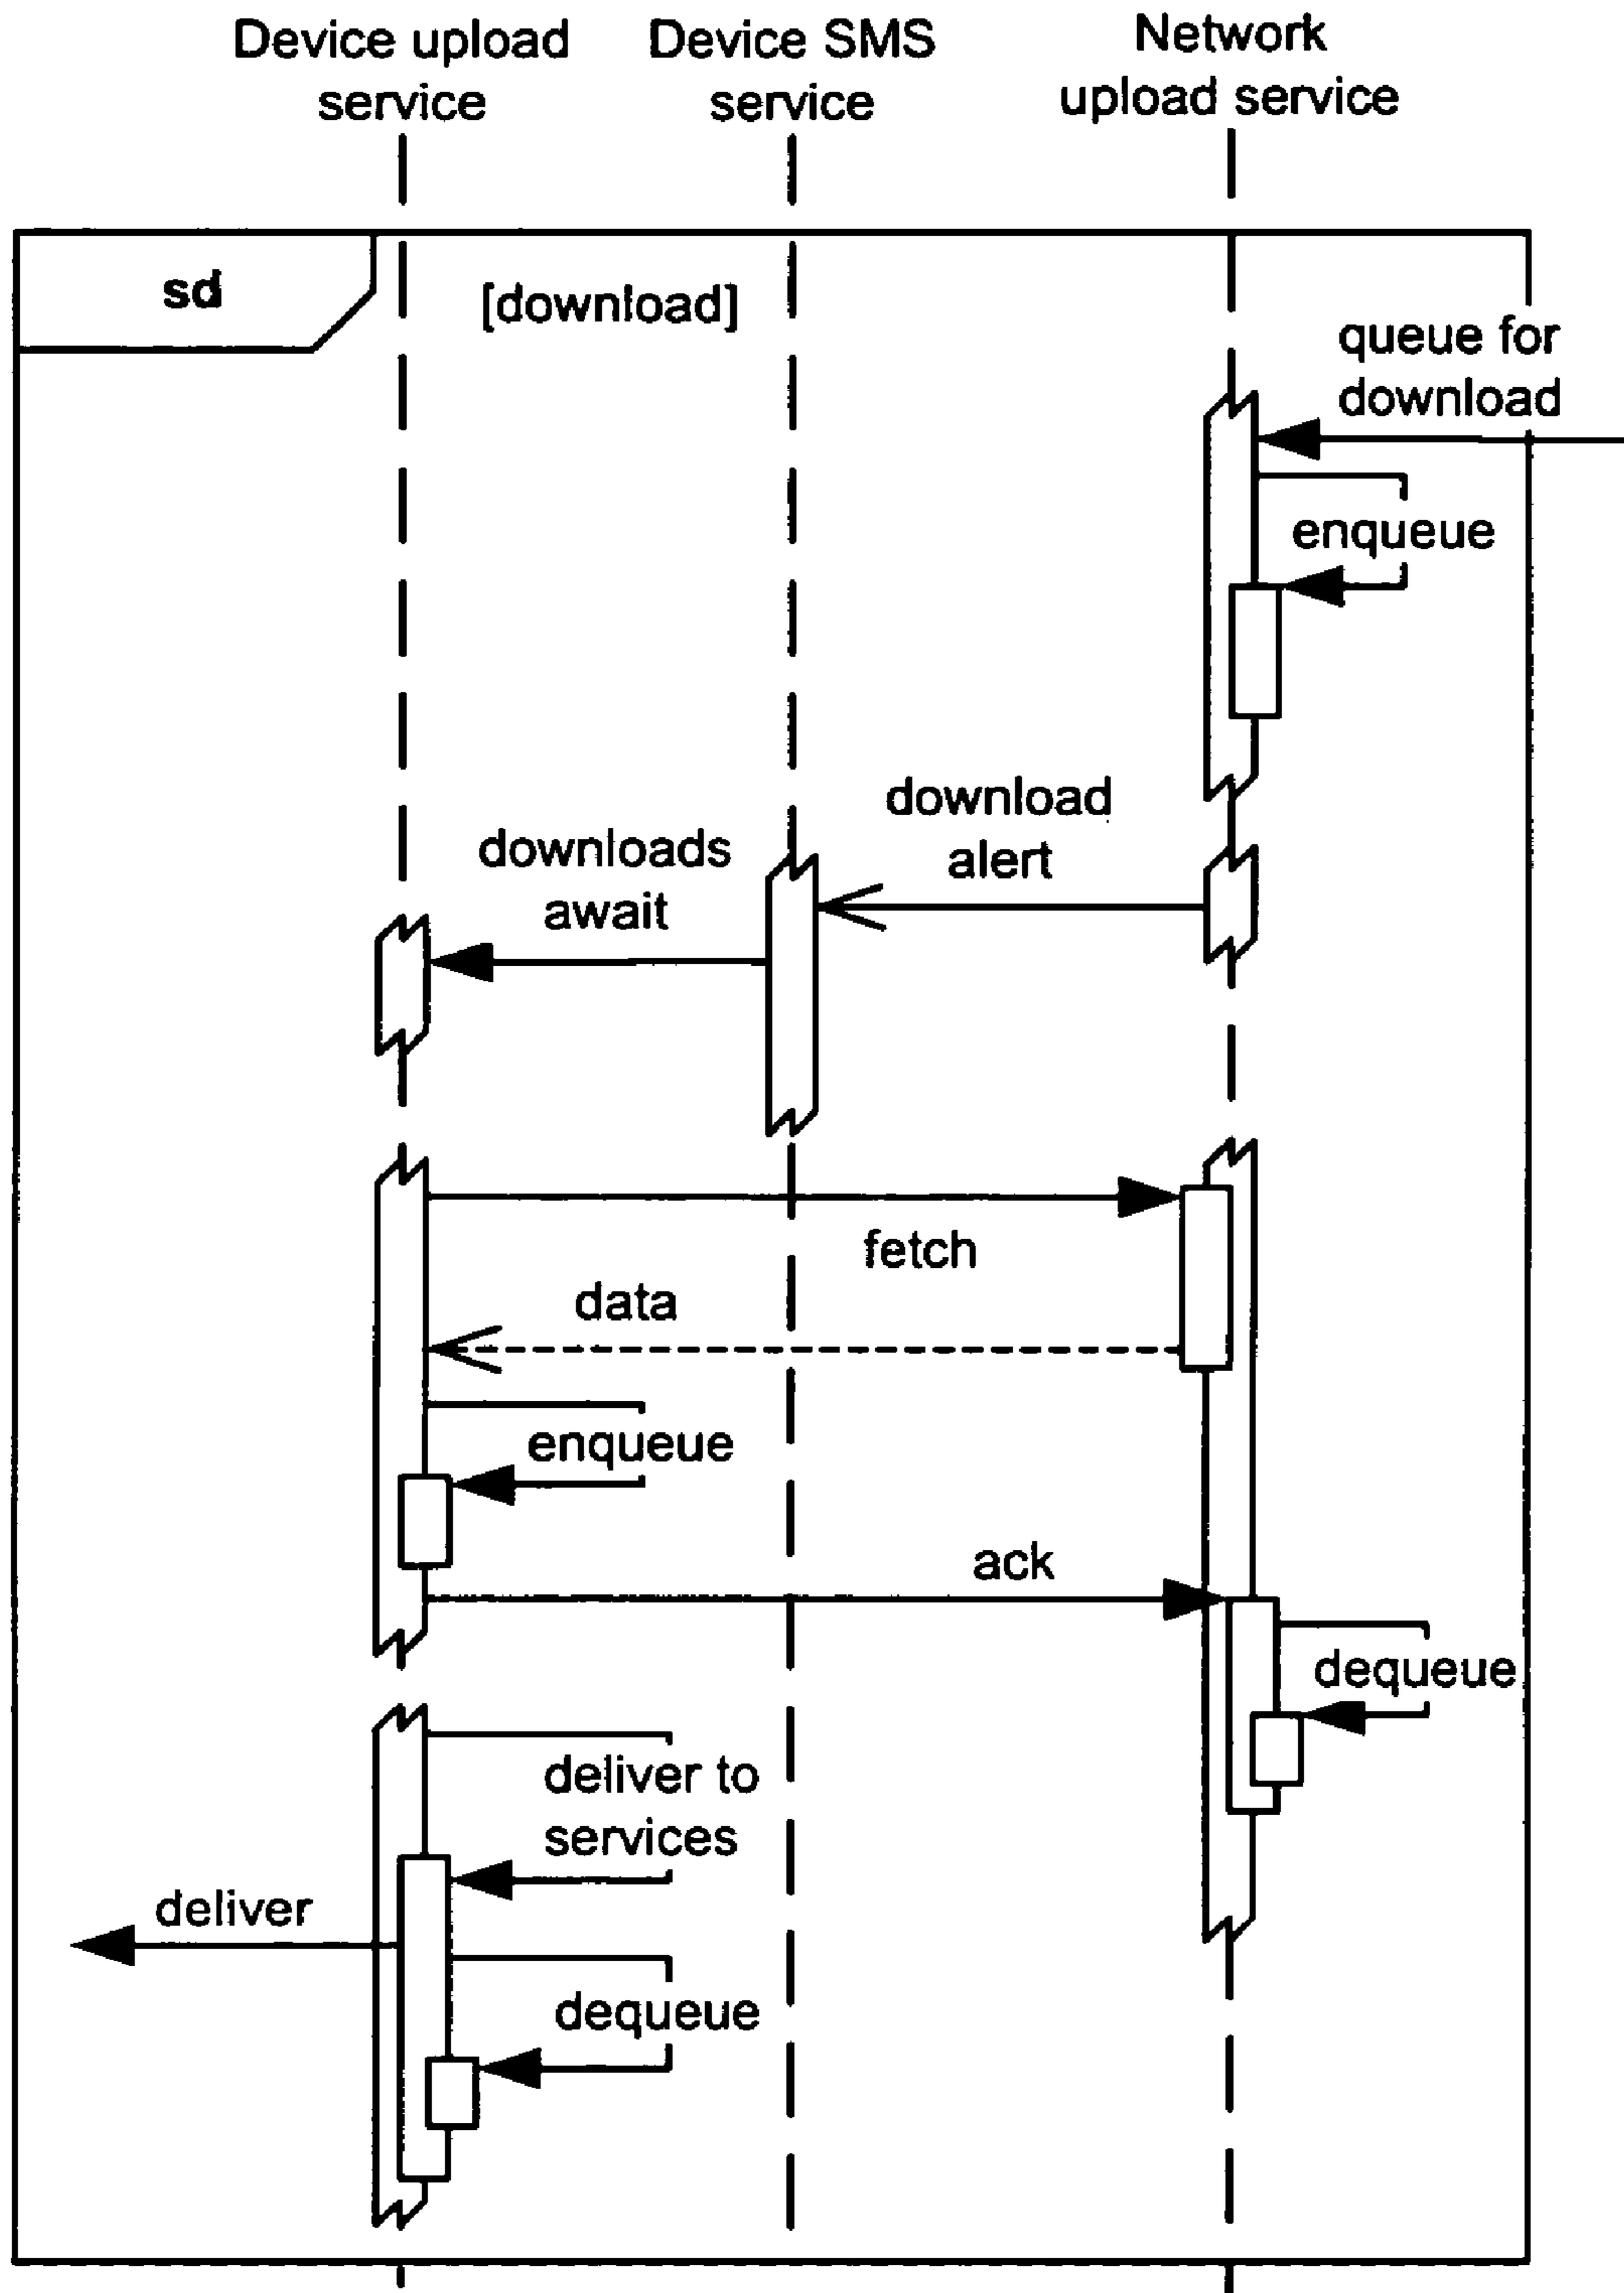 Device upload
service
Device SMS
service
Network
upload service
sd
[download]
queue for
download
enqueue
download
alert
downloads
await
fetch
data
enqueue
ack
dequeue
deliver to
services
deliver
dequeue